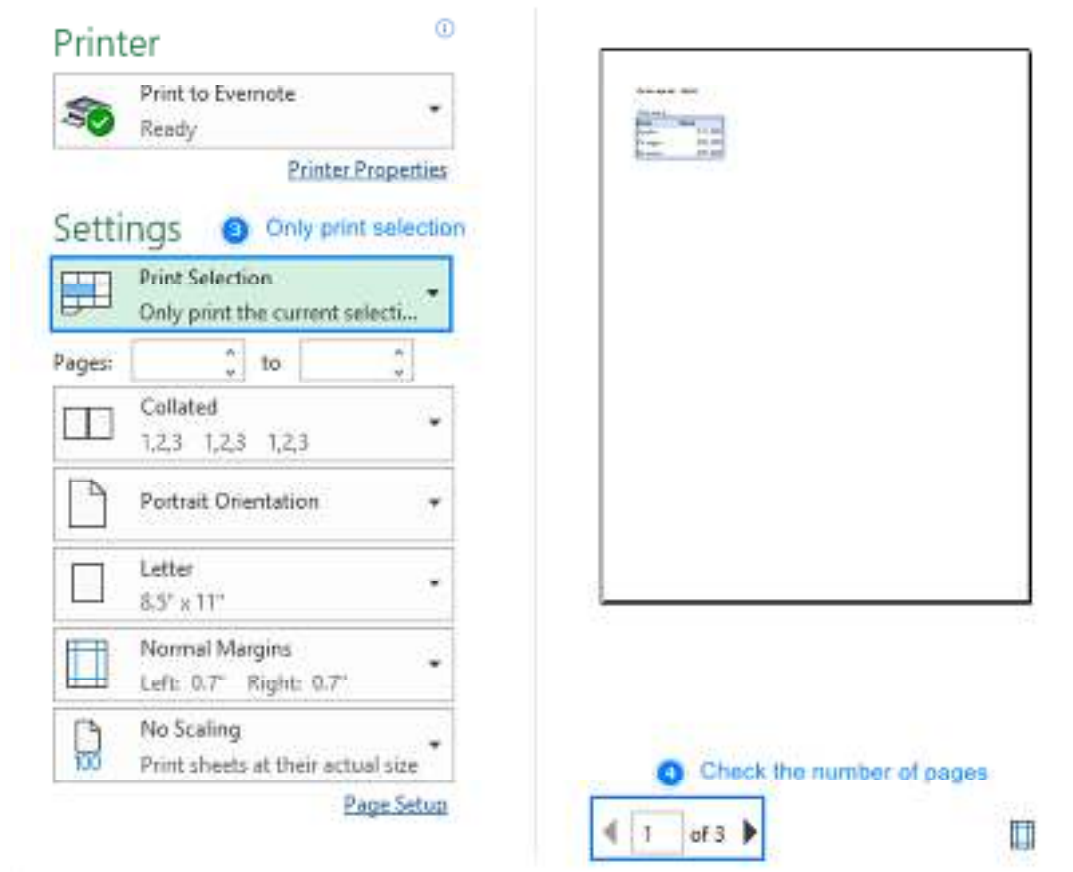 Printer
Print to Evernote
Ready
Printer Properties
Settings
3 Only print selection
Print Selection
Only print the current selecti...
Pages:
to
Collated
1,2,3 1,2,3 1,2,3
Portrait Orientation
Letter
8.5" x 11"
Normal Margins
Left: 0.7" Right: 0.7"
No Scaling
100
Print sheets at their actual size
Page Setup
4 Check the number of pages
1 of 3